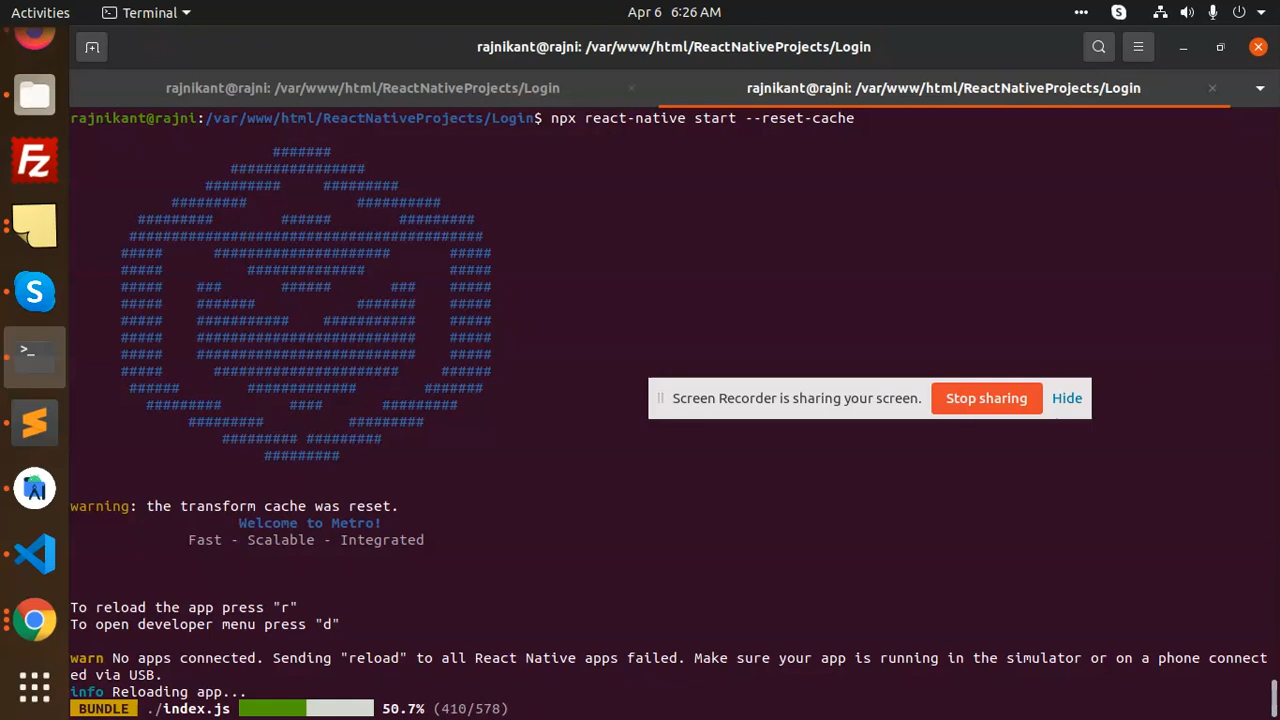 Activities
Terminal
Apr 6 6:26 AM
rajnikant@rajni: /var/www/html/ReactNativeProjects/Login
rajnikant@rajni: /var/www/html/ReactNativeProjects/Login
rajnikant@rajni: /var/www/html/ReactNativeProjects/Login
rajnikant@rajni:/var/www/html/ReactNativeProjects/Login$ npx react-native start --reset-cache
#######
################
######### #########
######### ##########
######### ###### #########
##########################################
##### ##################### #####
##### ############## #####
##### ### ###### ### #####
##### ####### ####### #####
##### ########### ########### #####
##### ########################## #####
##### ########################## #####
##### ###################### ######
###### ############# #######
######### #### #########
######### #########
######### #########
#########
Screen Recorder is sharing your screen. Stop sharing Hide
warning: the transform cache was reset.
Welcome to Metro!
Fast - Scalable - Integrated
To reload the app press "r"
To open developer menu press "d"
warn No apps connected. Sending "reload" to all React Native apps failed. Make sure your app is running in the simulator or on a phone connect
ed via USB.
info Reloading app...
BUNDLE ./index.js 50.7% (410/578)